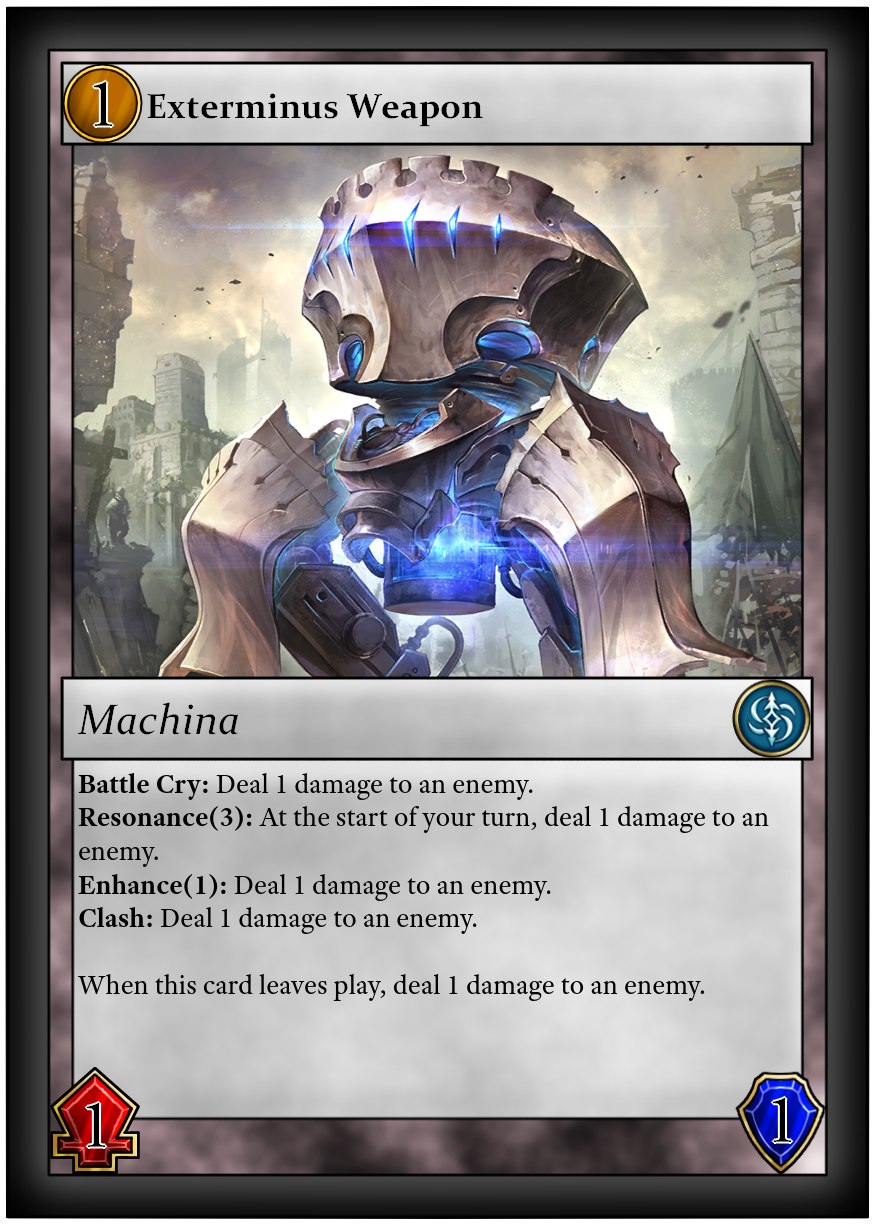 1 Exterminus Weapon
Machina
Battle Cry: Deal 1 damage to an enemy.
Resonance(3): At the start of your turn, deal 1 damage to an
enemy.
Enhance(1): Deal 1 damage to an enemy.
Clash: Deal 1 damage to an enemy.
When this card leaves play, deal 1 damage to an enemy.
1 1